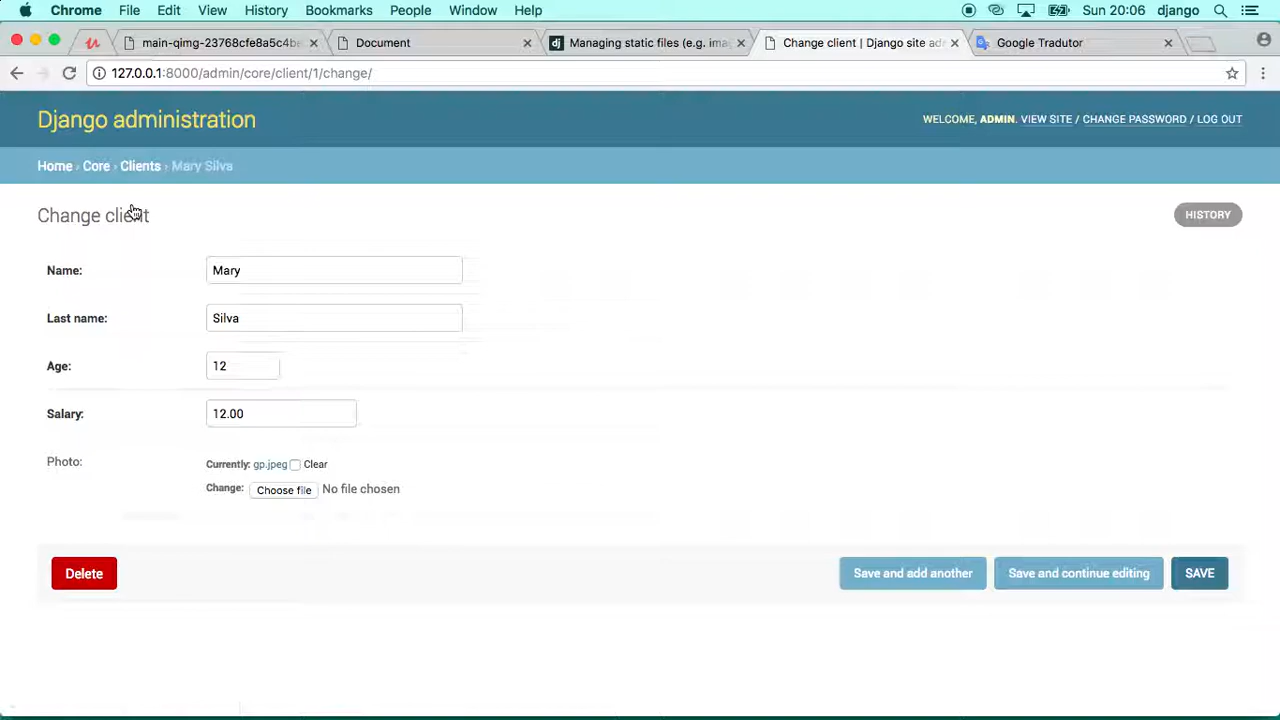 Chrome File Edit View History Bookmarks People Window Help Sun 20:06 django
main-qimg-23768cfe8a5c4b Document Managing static files (e.g. ima Change client | Django site ad Google Tradutor
127.0.0.1:8000/admin/core/client/1/change/
Django administration WELCOME, ADMIN. VIEW SITE / CHANGE PASSWORD / LOG OUT
Home › Core › Clients › Mary Silva
Change client HISTORY
Name: Mary
Last name: Silva
Age: 12
Salary: 12.00
Photo: Currently: gp.jpeg Clear
Change: Choose file No file chosen
Delete Save and add another Save and continue editing SAVE